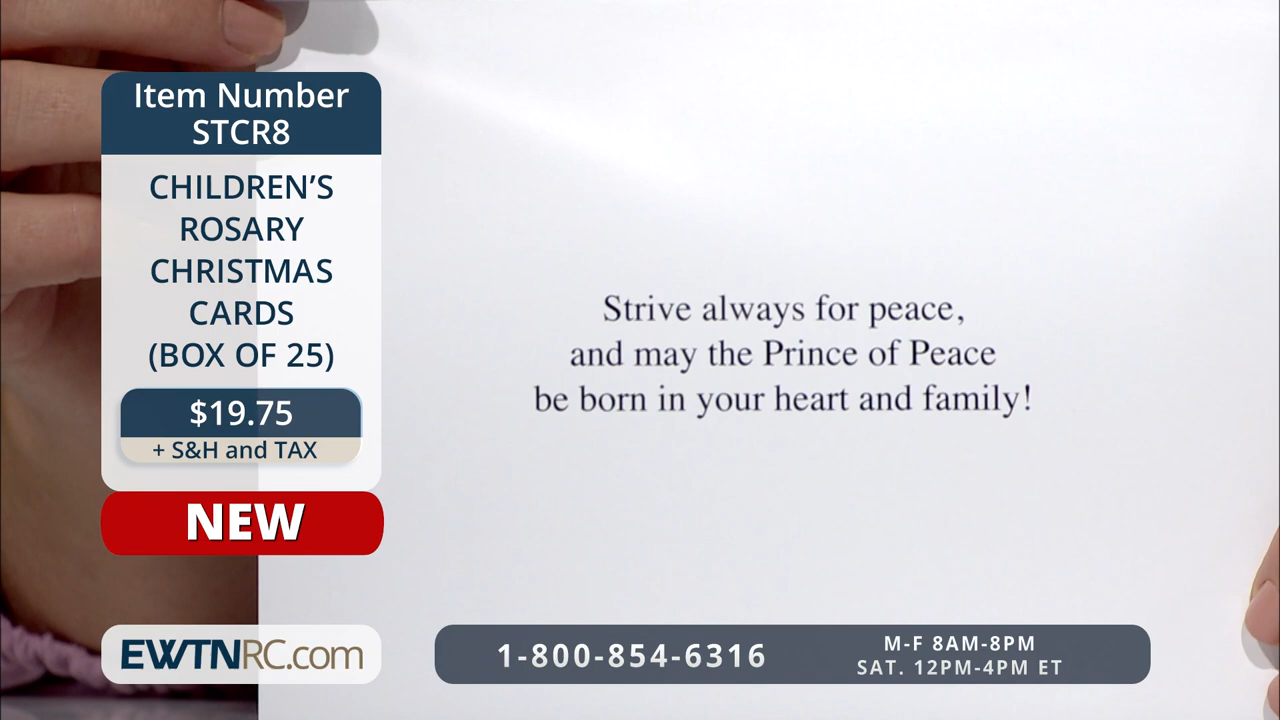 Item Number
STCR8
CHILDREN’S
ROSARY
CHRISTMAS
CARDS
(BOX OF 25)
$19.75
+ S&H and TAX
NEW
Strive always for peace,
and may the Prince of Peace
be born in your heart and family!
EWTNRC.com
1-800-854-6316
M-F 8AM-8PM
SAT. 12PM-4PM ET